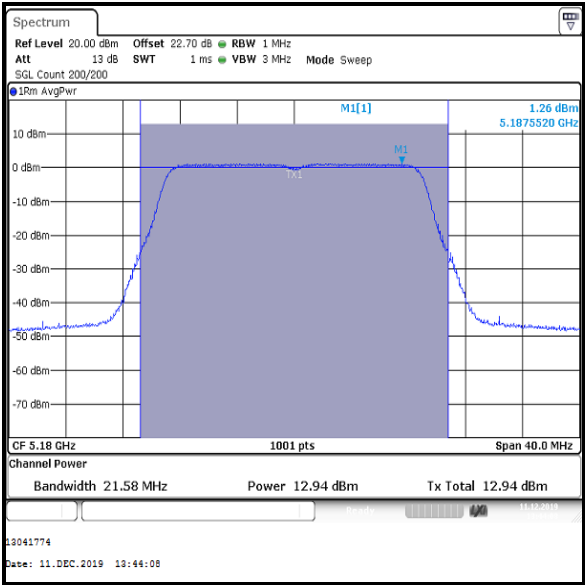 Spectrum
Ref Level 20.00 dBm Offset 22.70 dB RBW 1 MHz
Att 13 dB SWT 1 ms VBW 3 MHz Mode Sweep
SGL Count 200/200
1Rm AvgPwr
M1[1] 1.26 dBm
5.1875520 GHz
10 dBm
M1
0 dBm
TX1
-10 dBm
-20 dBm
-30 dBm
-40 dBm
-50 dBm
-60 dBm
-70 dBm
CF 5.18 GHz 1001 pts Span 40.0 MHz
Channel Power
Bandwidth 21.58 MHz Power 12.94 dBm Tx Total 12.94 dBm
Ready 11.12.2019
13041774
Date: 11.DEC.2019 13:44:08